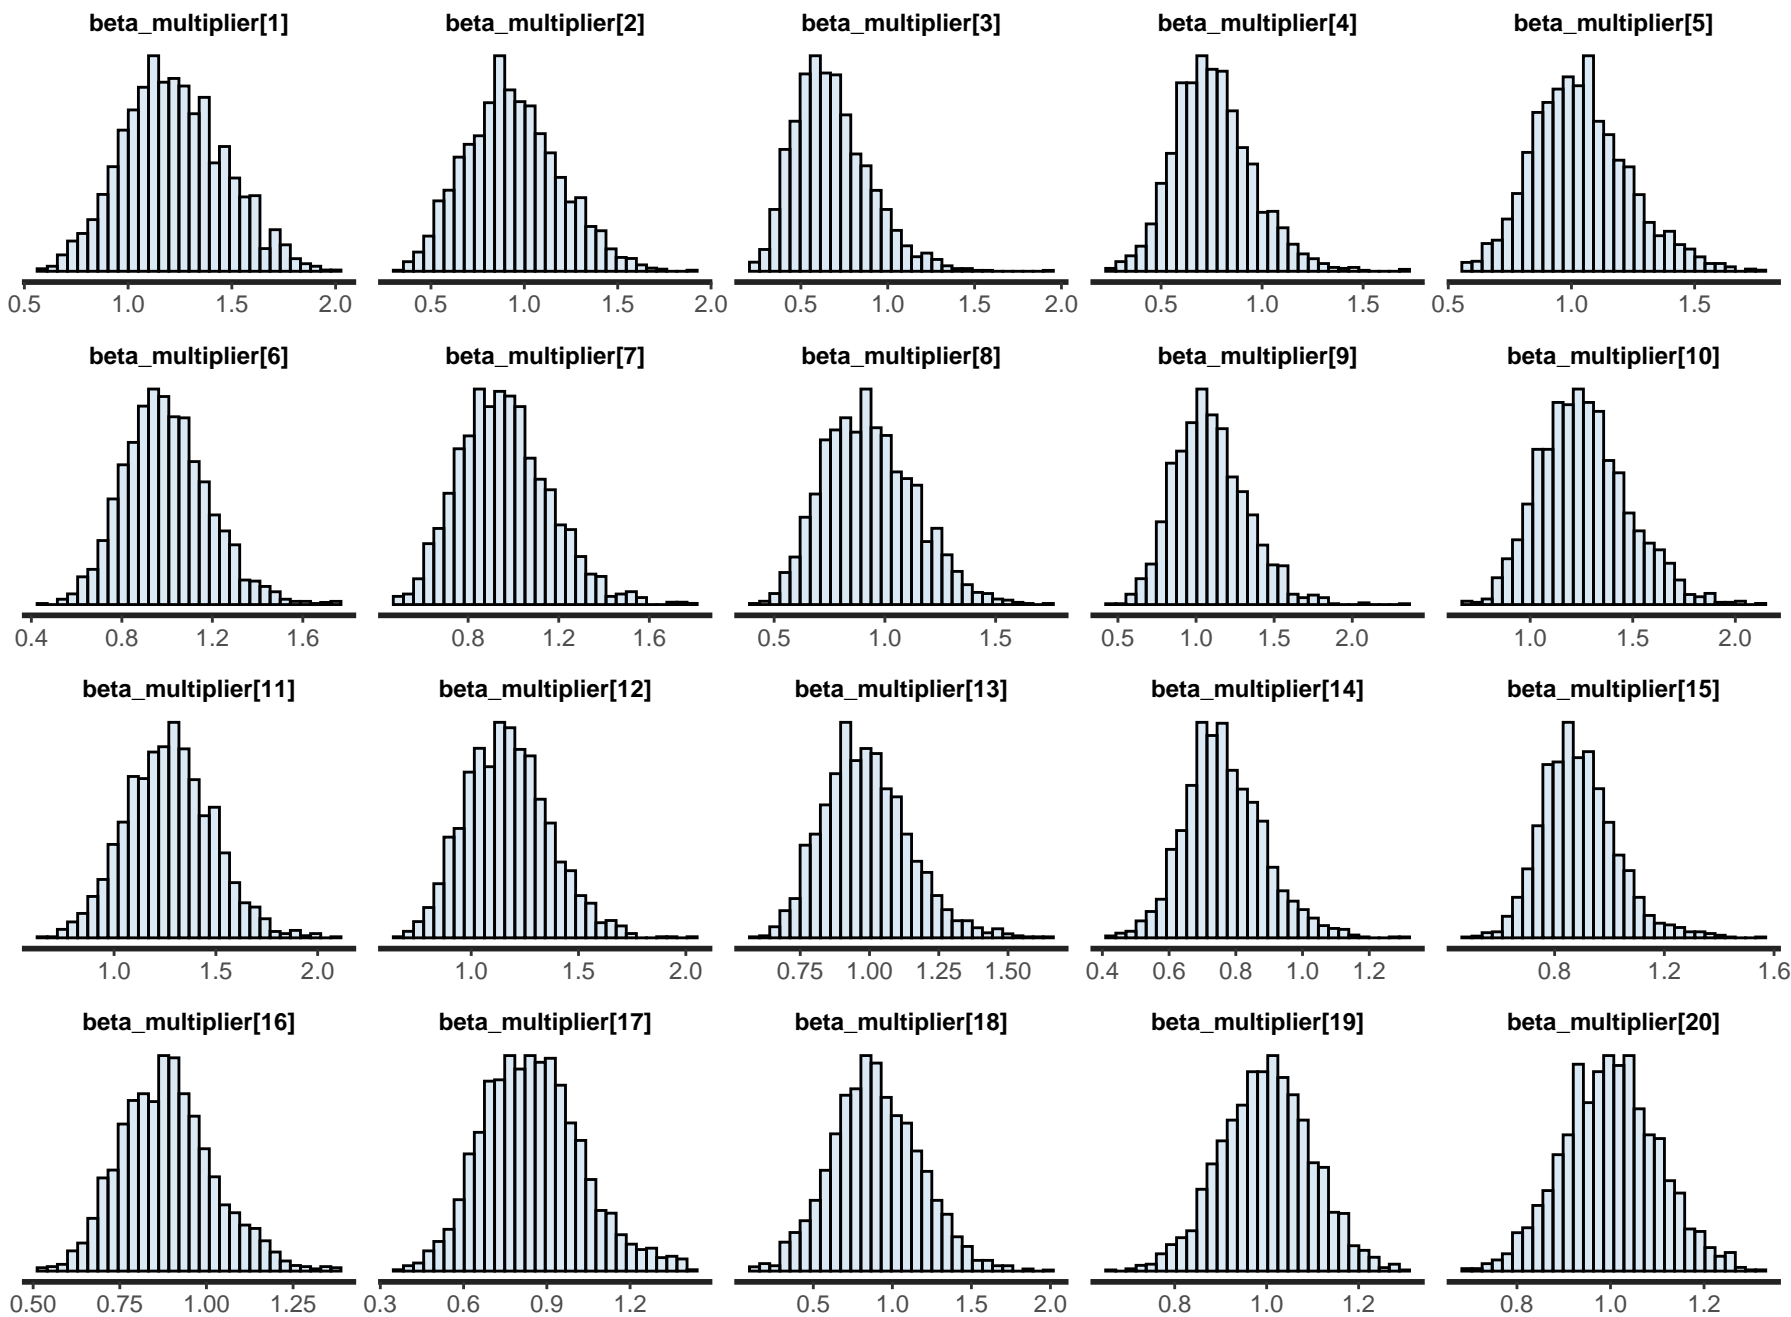 beta_multiplier[1] beta_multiplier[2] beta_multiplier[3] beta_multiplier[4] beta_multiplier[5]
0.5 1.0 1.5 2.0 0.5 1.0 1.5 2.0 0.5 1.0 1.5 2.0 0.5 1.0 1.5 0.5 1.0 1.5
beta_multiplier[6] beta_multiplier[7] beta_multiplier[8] beta_multiplier[9] beta_multiplier[10]
0.4 0.8 1.2 1.6 0.8 1.2 1.6 0.5 1.0 1.5 0.5 1.0 1.5 2.0 1.0 1.5 2.0
beta_multiplier[11] beta_multiplier[12] beta_multiplier[13] beta_multiplier[14] beta_multiplier[15]
1.0 1.5 2.0 1.0 1.5 2.0 0.75 1.00 1.25 1.50 0.4 0.6 0.8 1.0 1.2 0.8 1.2 1.6
beta_multiplier[16] beta_multiplier[17] beta_multiplier[18] beta_multiplier[19] beta_multiplier[20]
0.50 0.75 1.00 1.25 0.3 0.6 0.9 1.2 0.5 1.0 1.5 2.0 0.8 1.0 1.2 0.8 1.0 1.2